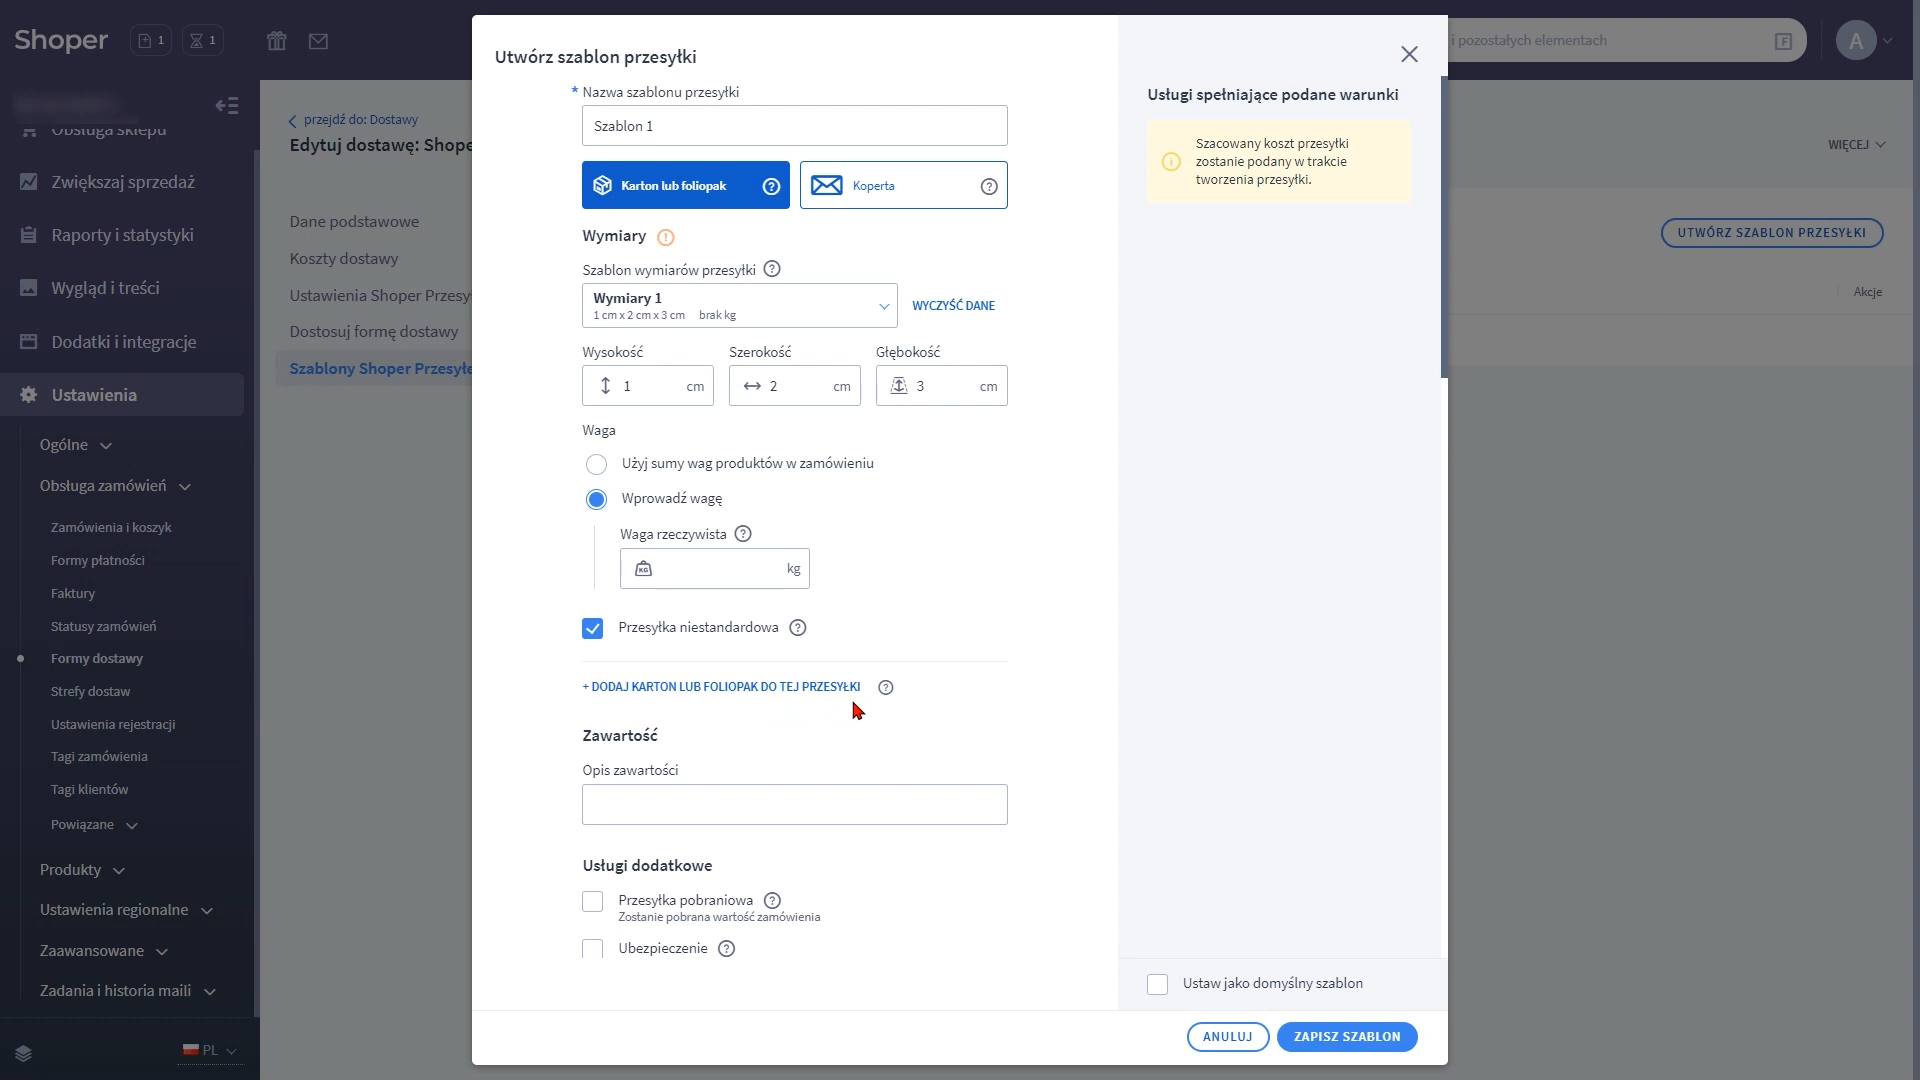 Shoper
1
1
i pozostałych elementach
F
A
Obsługa sklepu
Zwiększaj sprzedaż
Raporty i statystyki
Wygląd i treści
Dodatki i integracje
Ustawienia
Ogólne
Obsługa zamówień
Zamówienia i koszyk
Formy płatności
Faktury
Statusy zamówień
Formy dostawy
Strefy dostaw
Ustawienia rejestracji
Tagi zamówienia
Tagi klientów
Powiązane
Produkty
Ustawienia regionalne
Zaawansowane
Zadania i historia maili
PL
przejdź do: Dostawy
Edytuj dostawę: Shope
Dane podstawowe
Koszty dostawy
Ustawienia Shoper Przesy
Dostosuj formę dostawy
Szablony Shoper Przesyłe
WIĘCEJ
UTWÓRZ SZABLON PRZESYŁKI
Akcje
Utwórz szablon przesyłki
* Nazwa szablonu przesyłki
Szablon 1
Karton lub foliopak ?
Koperta ?
Wymiary !
Szablon wymiarów przesyłki ?
Wymiary 1
1 cm x 2 cm x 3 cm brak kg
WYCZYŚĆ DANE
Wysokość Szerokość Głębokość
1 cm 2 cm 3 cm
Waga
Użyj sumy wag produktów w zamówieniu
Wprowadź wagę
Waga rzeczywista ?
KG kg
Przesyłka niestandardowa ?
+ DODAJ KARTON LUB FOLIOPAK DO TEJ PRZESYŁKI ?
Zawartość
Opis zawartości
Usługi dodatkowe
Przesyłka pobraniowa ?
Zostanie pobrana wartość zamówienia
Ubezpieczenie ?
Usługi spełniające podane warunki
Szacowany koszt przesyłki
zostanie podany w trakcie
tworzenia przesyłki.
Ustaw jako domyślny szablon
ANULUJ
ZAPISZ SZABLON